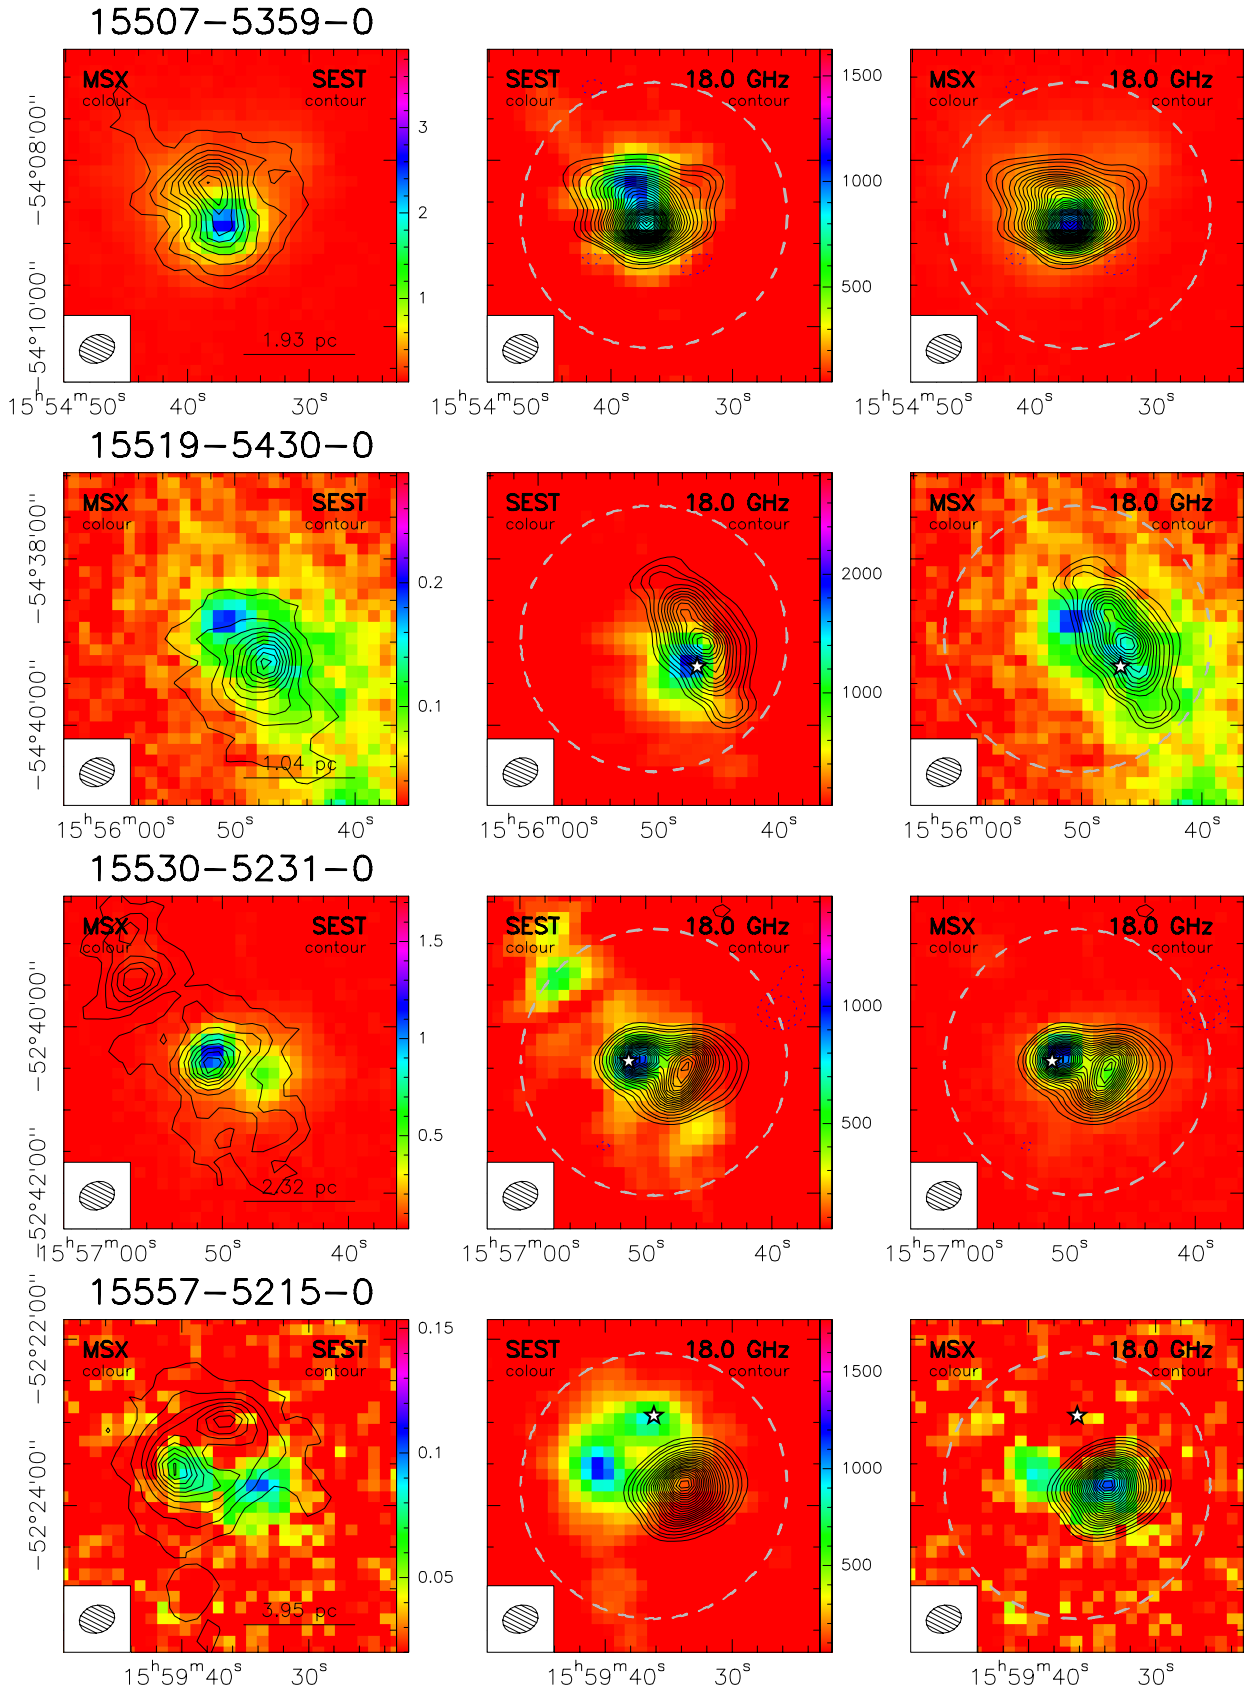 15507-5359-0
MSX SEST SEST 18.0 GHz MSX 18.0 GHz
colour contour colour contour colour contour
3
2
1
1500
1000
500
-54°08'00''
-54°10'00''
1.93 pc
15h54m50s 40s 30s 15h54m50s 40s 30s 15h54m50s 40s 30s
15519-5430-0
MSX SEST SEST 18.0 GHz MSX 18.0 GHz
colour contour colour contour colour contour
0.2
0.1
2000
1000
-54°38'00''
-54°40'00''
1.04 pc
15h56m00s 50s 40s 15h56m00s 50s 40s 15h56m00s 50s 40s
15530-5231-0
MSX SEST SEST 18.0 GHz MSX 18.0 GHz
colour contour colour contour colour contour
1.5
1
0.5
1000
500
-52°40'00''
-52°42'00''
2.32 pc
15h57m00s 50s 40s 15h57m00s 50s 40s 15h57m00s 50s 40s
15557-5215-0
MSX SEST SEST 18.0 GHz MSX 18.0 GHz
colour contour colour contour colour contour
0.15
0.10
0.05
1500
1000
500
-52°22'00''
-52°24'00''
3.95 pc
15h59m40s 30s 15h59m40s 30s 15h59m40s 30s